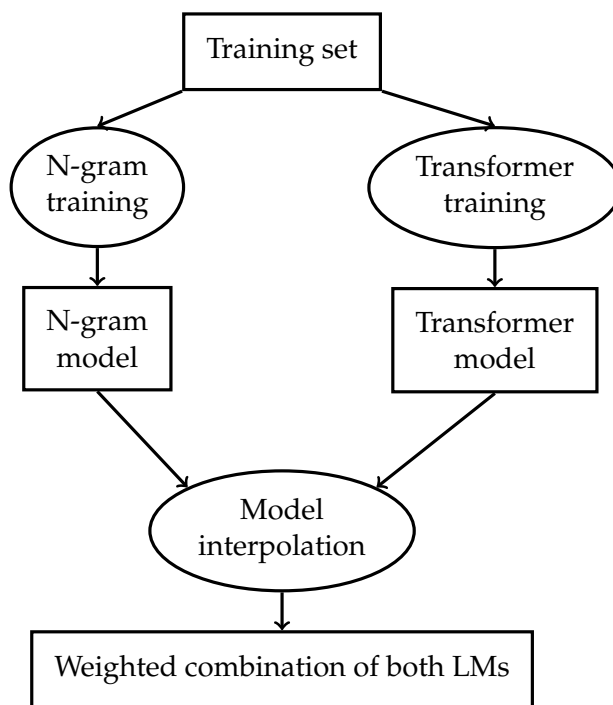 Training set
N-gram
training
Transformer
training
N-gram
model
Transformer
model
Model
interpolation
Weighted combination of both LMs